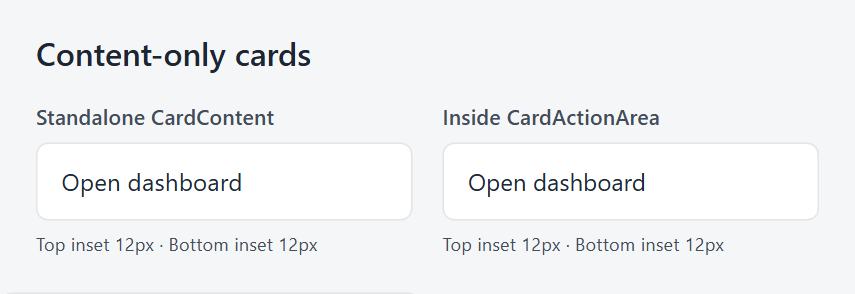 Content-only cards
Standalone CardContent
Inside CardActionArea
Open dashboard
Open dashboard
Top inset 12px · Bottom inset 12px
Top inset 12px · Bottom inset 12px